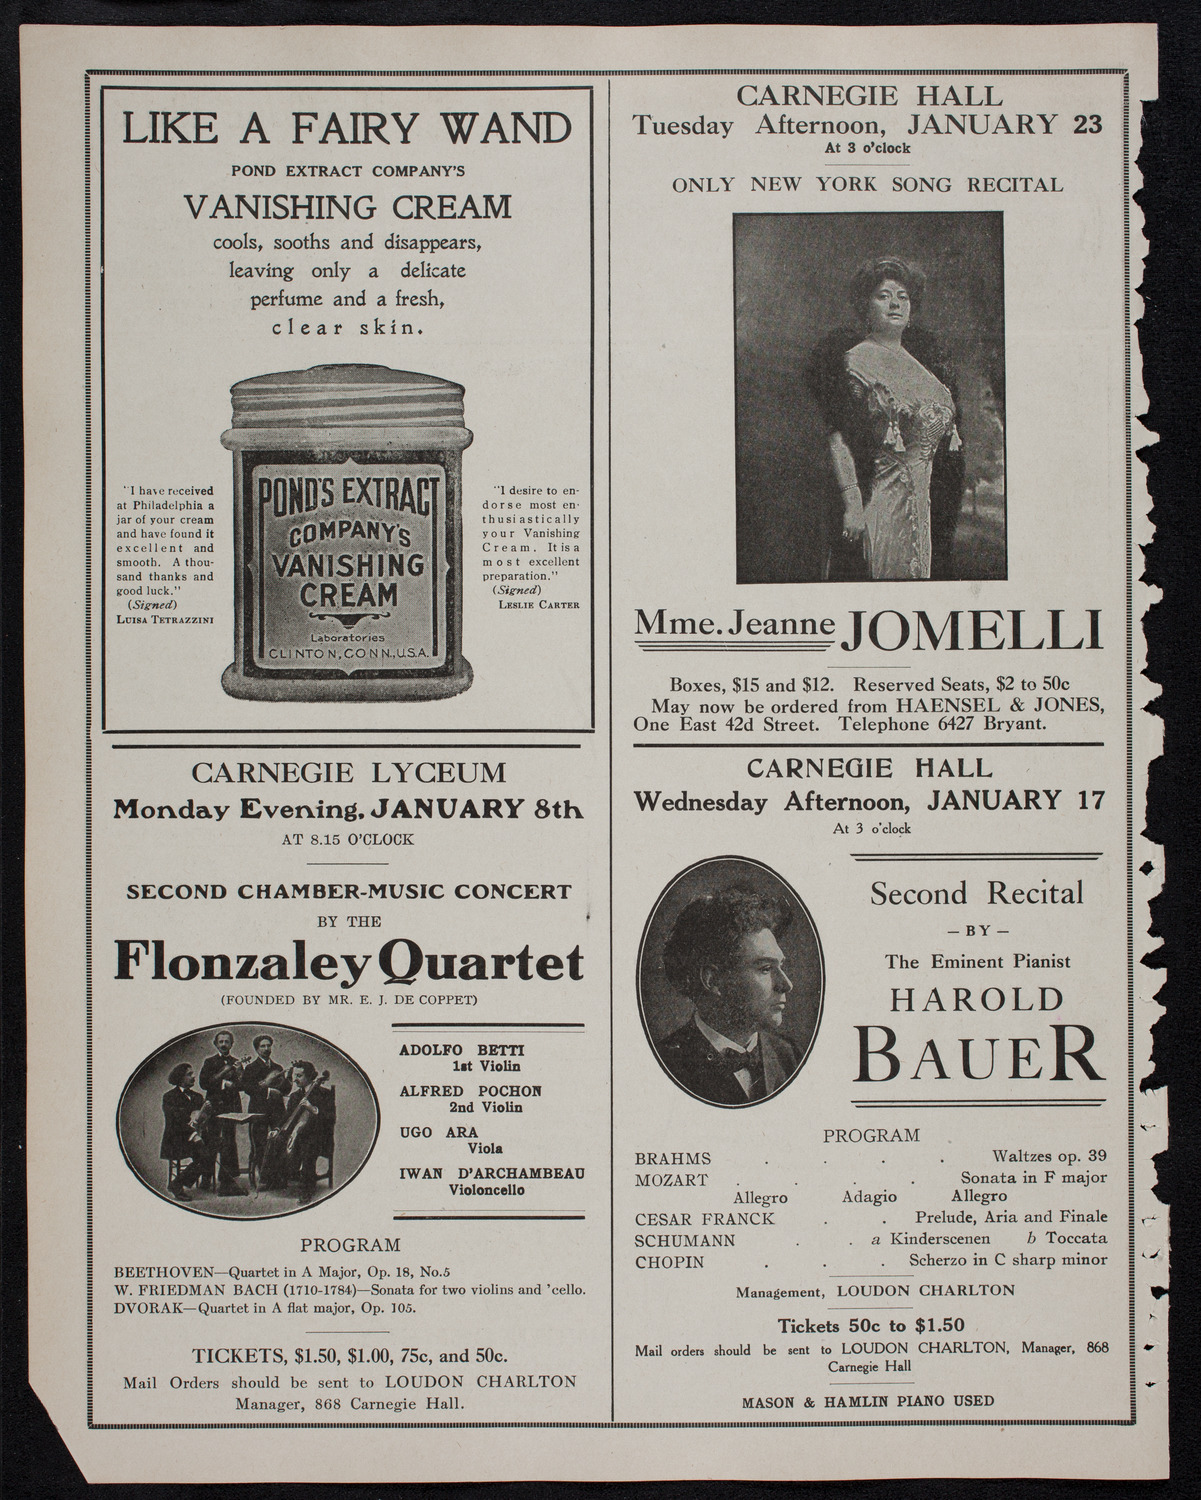 LIKE A FAIRY WAND
POND EXTRACT COMPANY'S
VANISHING CREAM
cools, sooths and disappears,
leaving only a delicate
perfume and a fresh,
clear skin.
"I have received
at Philadelphia a
jar of your cream
and have found it
excellent and
smooth. A thou-
sand thanks and
good luck."
(Signed)
LUISA TETRAZZINI
POND'S EXTRACT
COMPANY'S
VANISHING
CREAM
Laboratories
CLINTON, CONN., U.S.A.
"I desire to en-
dorse most en-
thusiastically
your Vanishing
Cream. It is a
most excellent
preparation."
(Signed)
LESLIE CARTER
CARNEGIE LYCEUM
Monday Evening, JANUARY 8th
AT 8.15 O'CLOCK
SECOND CHAMBER-MUSIC CONCERT
BY THE
Flonzaley Quartet
(FOUNDED BY MR. E. J. DE COPPET)
ADOLFO BETTI
1st Violin
ALFRED POCHON
2nd Violin
UGO ARA
Viola
IWAN D'ARCHAMBEAU
Violoncello
PROGRAM
BEETHOVEN—Quartet in A Major, Op. 18, No.5
W. FRIEDMAN BACH (1710-1784)—Sonata for two violins and 'cello.
DVORAK—Quartet in A flat major, Op. 105.
TICKETS, $1.50, $1.00, 75c, and 50c.
Mail Orders should be sent to LOUDON CHARLTON
Manager, 868 Carnegie Hall.
CARNEGIE HALL
Tuesday Afternoon, JANUARY 23
At 3 o'clock
ONLY NEW YORK SONG RECITAL
Mme. Jeanne JOMELLI
Boxes, $15 and $12. Reserved Seats, $2 to 50c
May now be ordered from HAENSEL & JONES,
One East 42d Street. Telephone 6427 Bryant.
CARNEGIE HALL
Wednesday Afternoon, JANUARY 17
At 3 o'clock
Second Recital
— BY —
The Eminent Pianist
HAROLD
BAUER
PROGRAM
BRAHMS . . . . Waltzes op. 39
MOZART . . . . Sonata in F major
Allegro Adagio Allegro
CESAR FRANCK . . Prelude, Aria and Finale
SCHUMANN . . a Kinderscenen b Toccata
CHOPIN . . . Scherzo in C sharp minor
Management, LOUDON CHARLTON
Tickets 50c to $1.50
Mail orders should be sent to LOUDON CHARLTON, Manager, 868
Carnegie Hall
MASON & HAMLIN PIANO USED